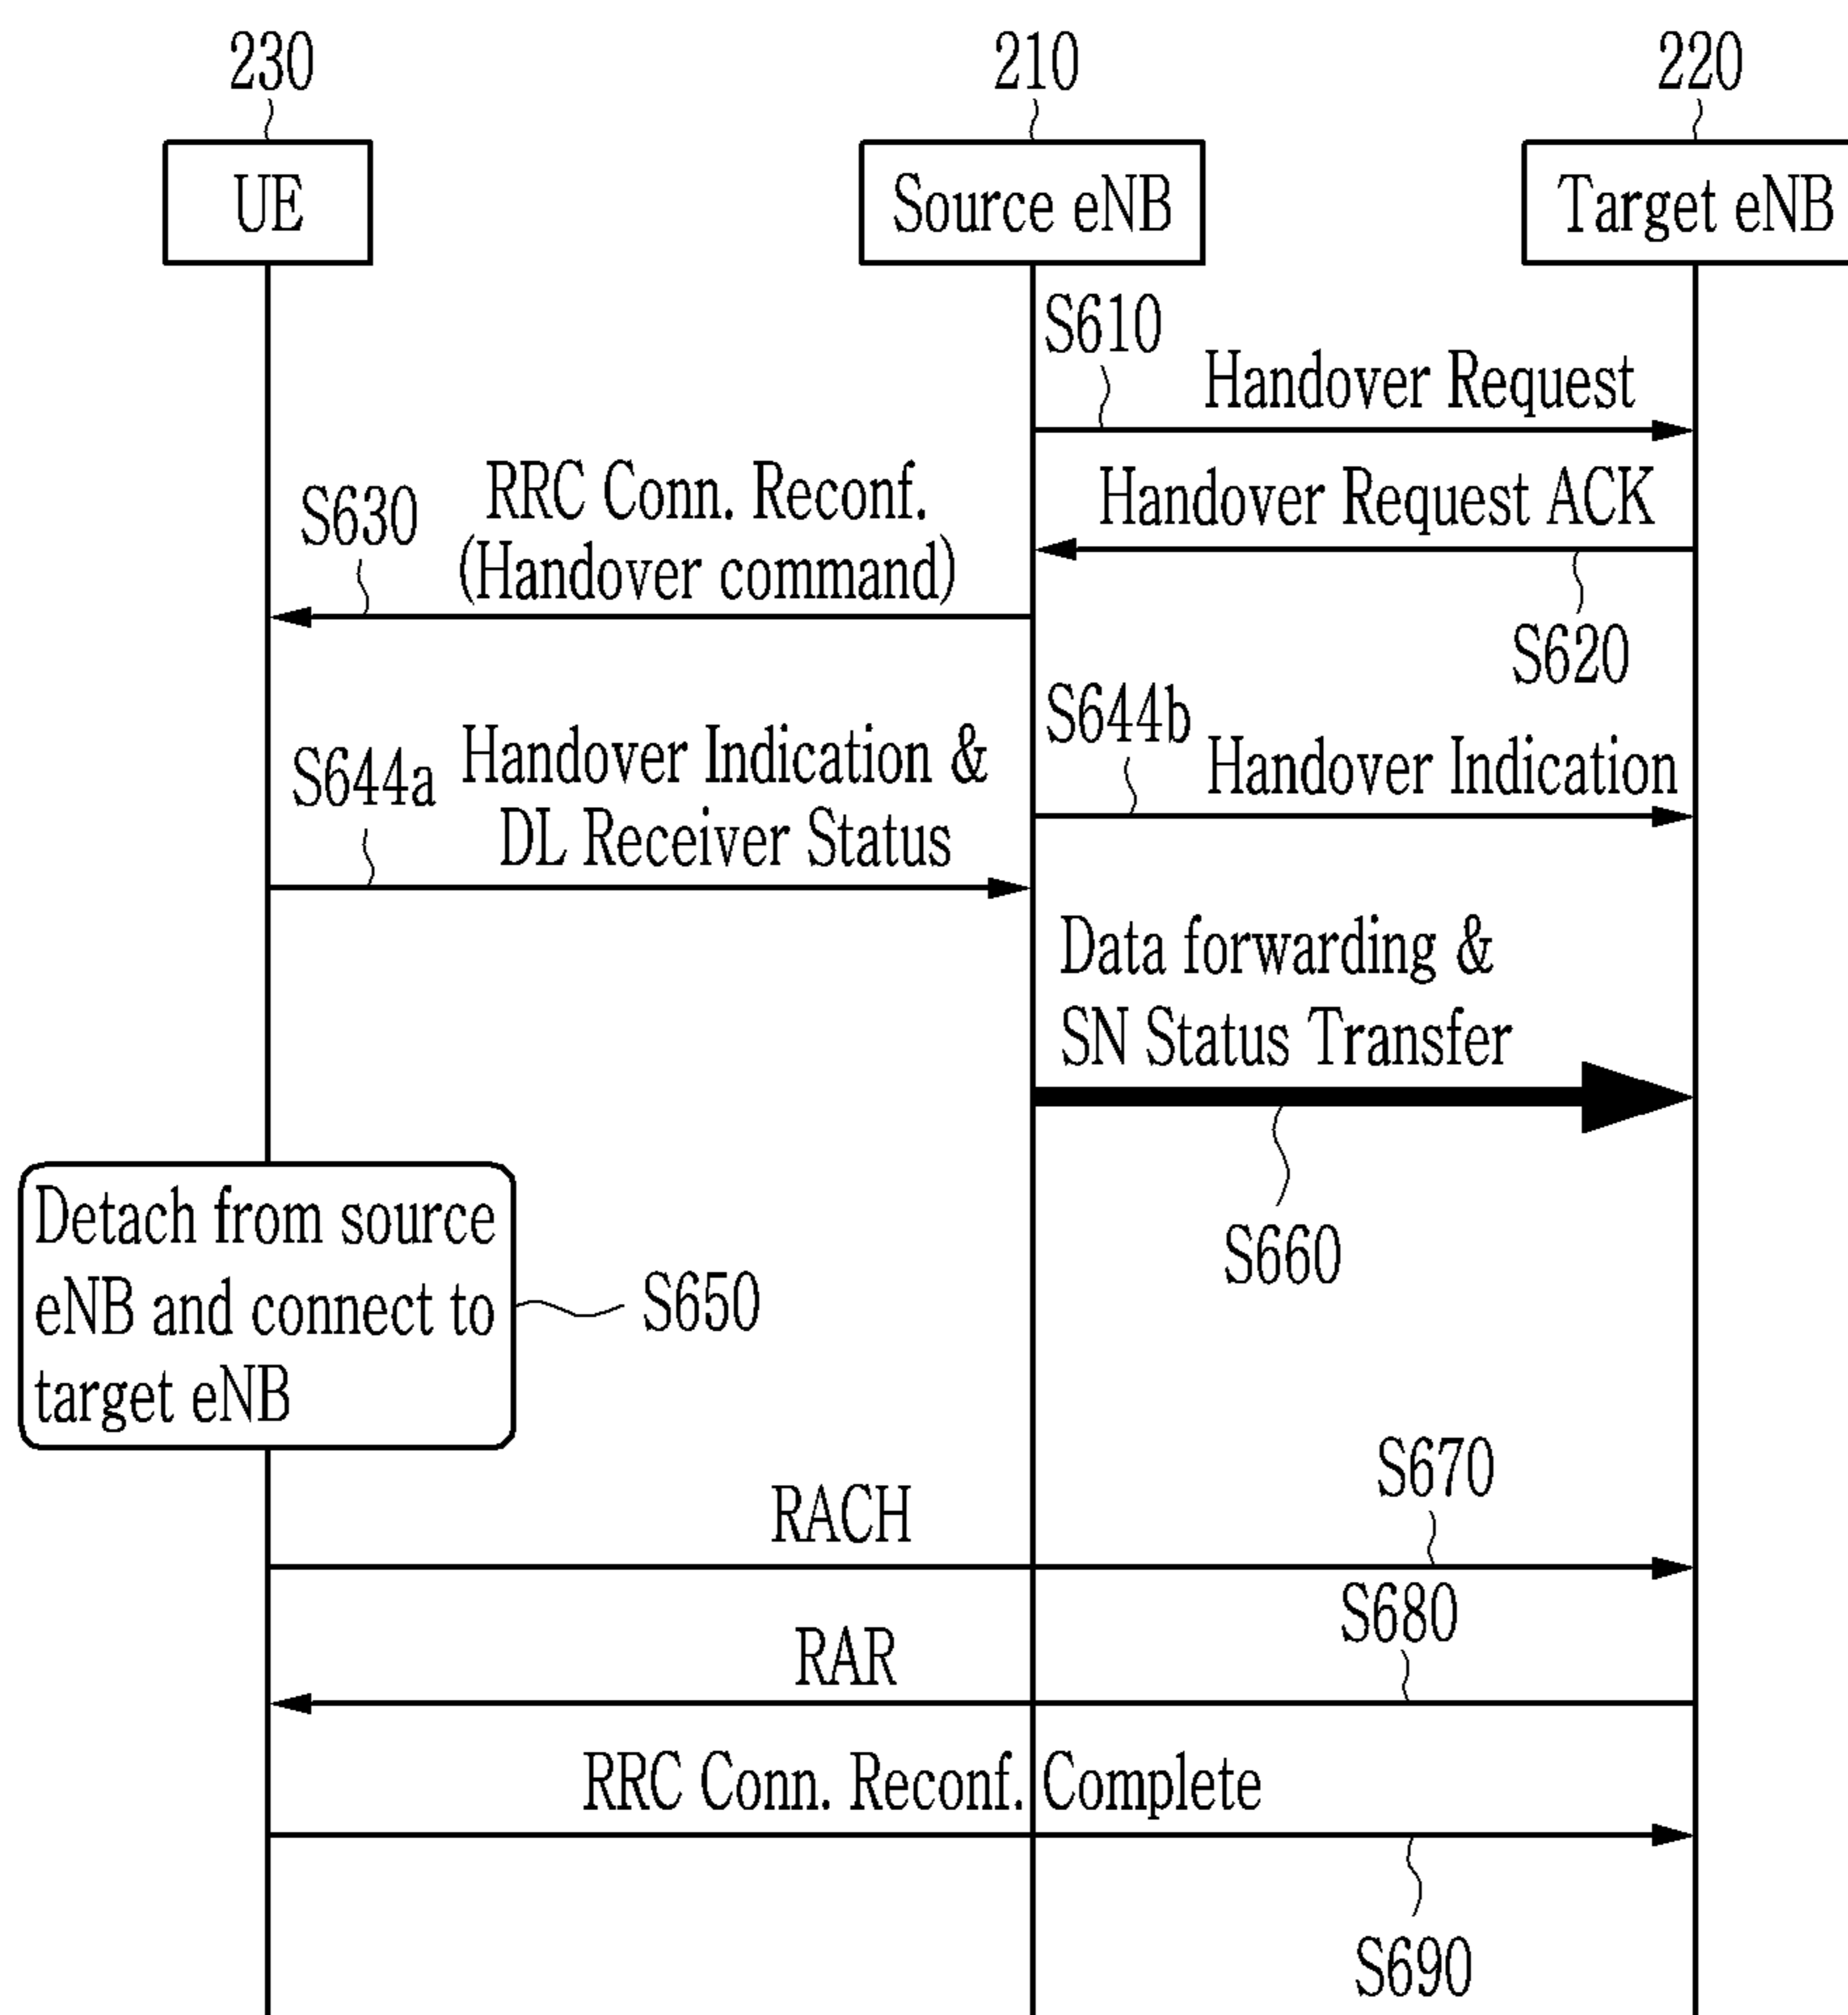 230
210
220
UE
Source eNB
Target eNB
S610
Handover Request
RRC Conn. Reconf.
(Handover command)
S630
Handover Request ACK
S620
S644b
Handover Indication
S644a
Handover Indication &
DL Receiver Status
Data forwarding &
SN Status Transfer
S660
Detach from source
eNB and connect to
target eNB
S650
S670
RACH
S680
RAR
RRC Conn. Reconf. Complete
S690